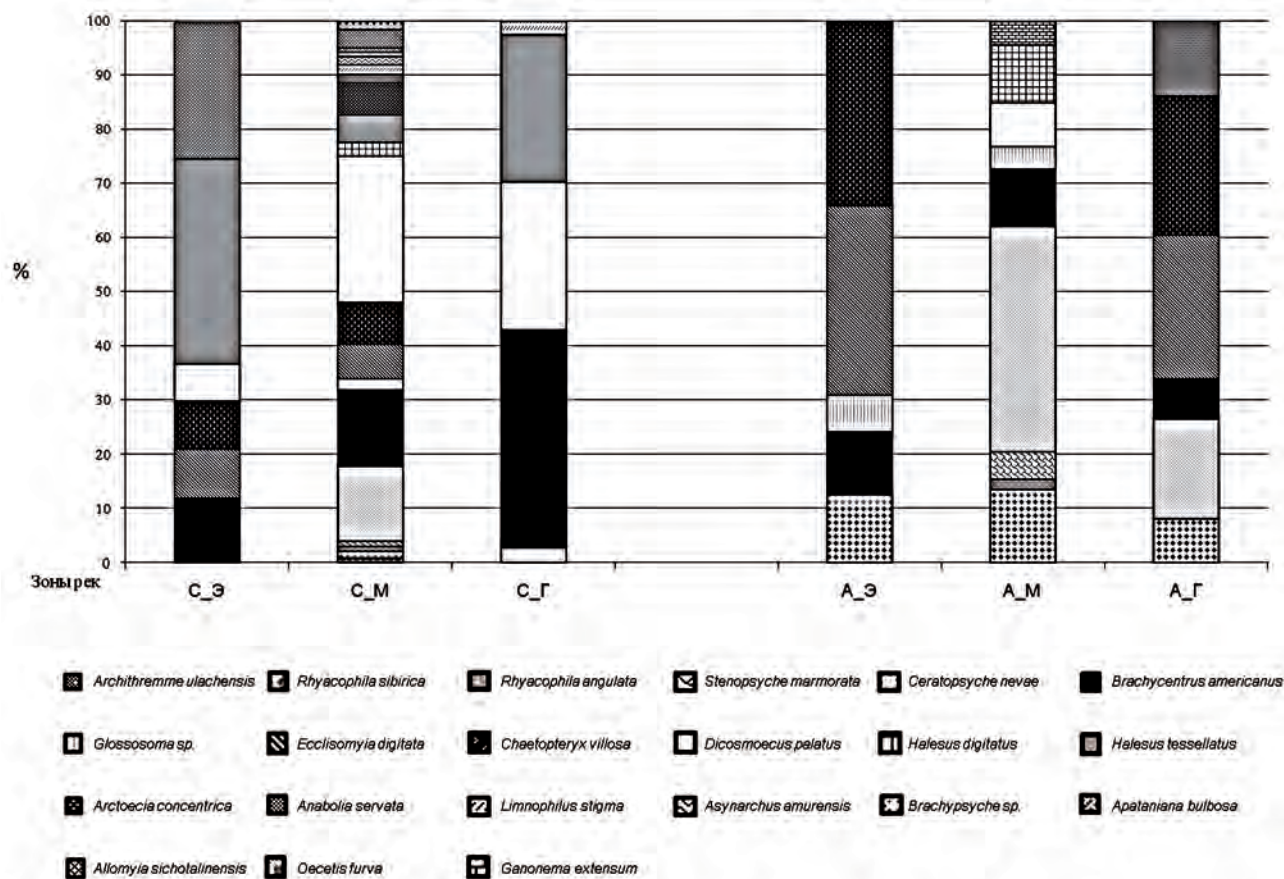 100
90
80
70
60
%
50
40
30
20
10
0
Зоны рек
С_Э С_М С_Г А_Э А_М А_Г
Archithremme ulachensis Rhyacophila sibirica Rhyacophila angulata Stenopsyche marmorata Ceratopsyche nevae Brachycentrus americanus
Glossosoma sp. Ecclisomyia digitata Chaetopteryx villosa Dicosmoecus palatus Halesus digitatus Halesus tessellatus
Arctoecia concentrica Anabolia servata Limnophilus stigma Asynarchus amurensis Brachypsyche sp. Apataniana bulbosa
Allomyia sichotalinensis Oecetis furva Ganonema extensum